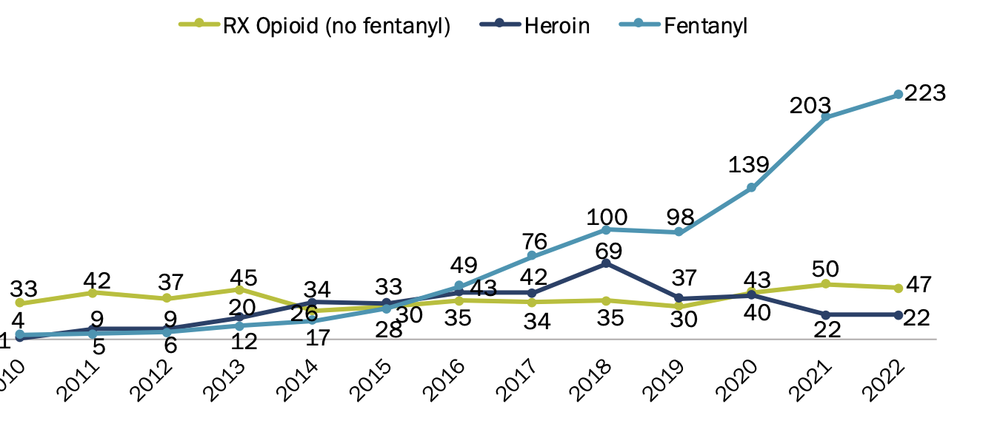 RX Opioid (no fentanyl) Heroin Fentanyl
223
203
139
100 98
76
69
49
33 42 37 45 34 33 43 42 37 43 50 47
4 9 9 20 26 30 35 34 35 30 40 22 22
1 5 6 12 17 28
010 2011 2012 2013 2014 2015 2016 2017 2018 2019 2020 2021 2022